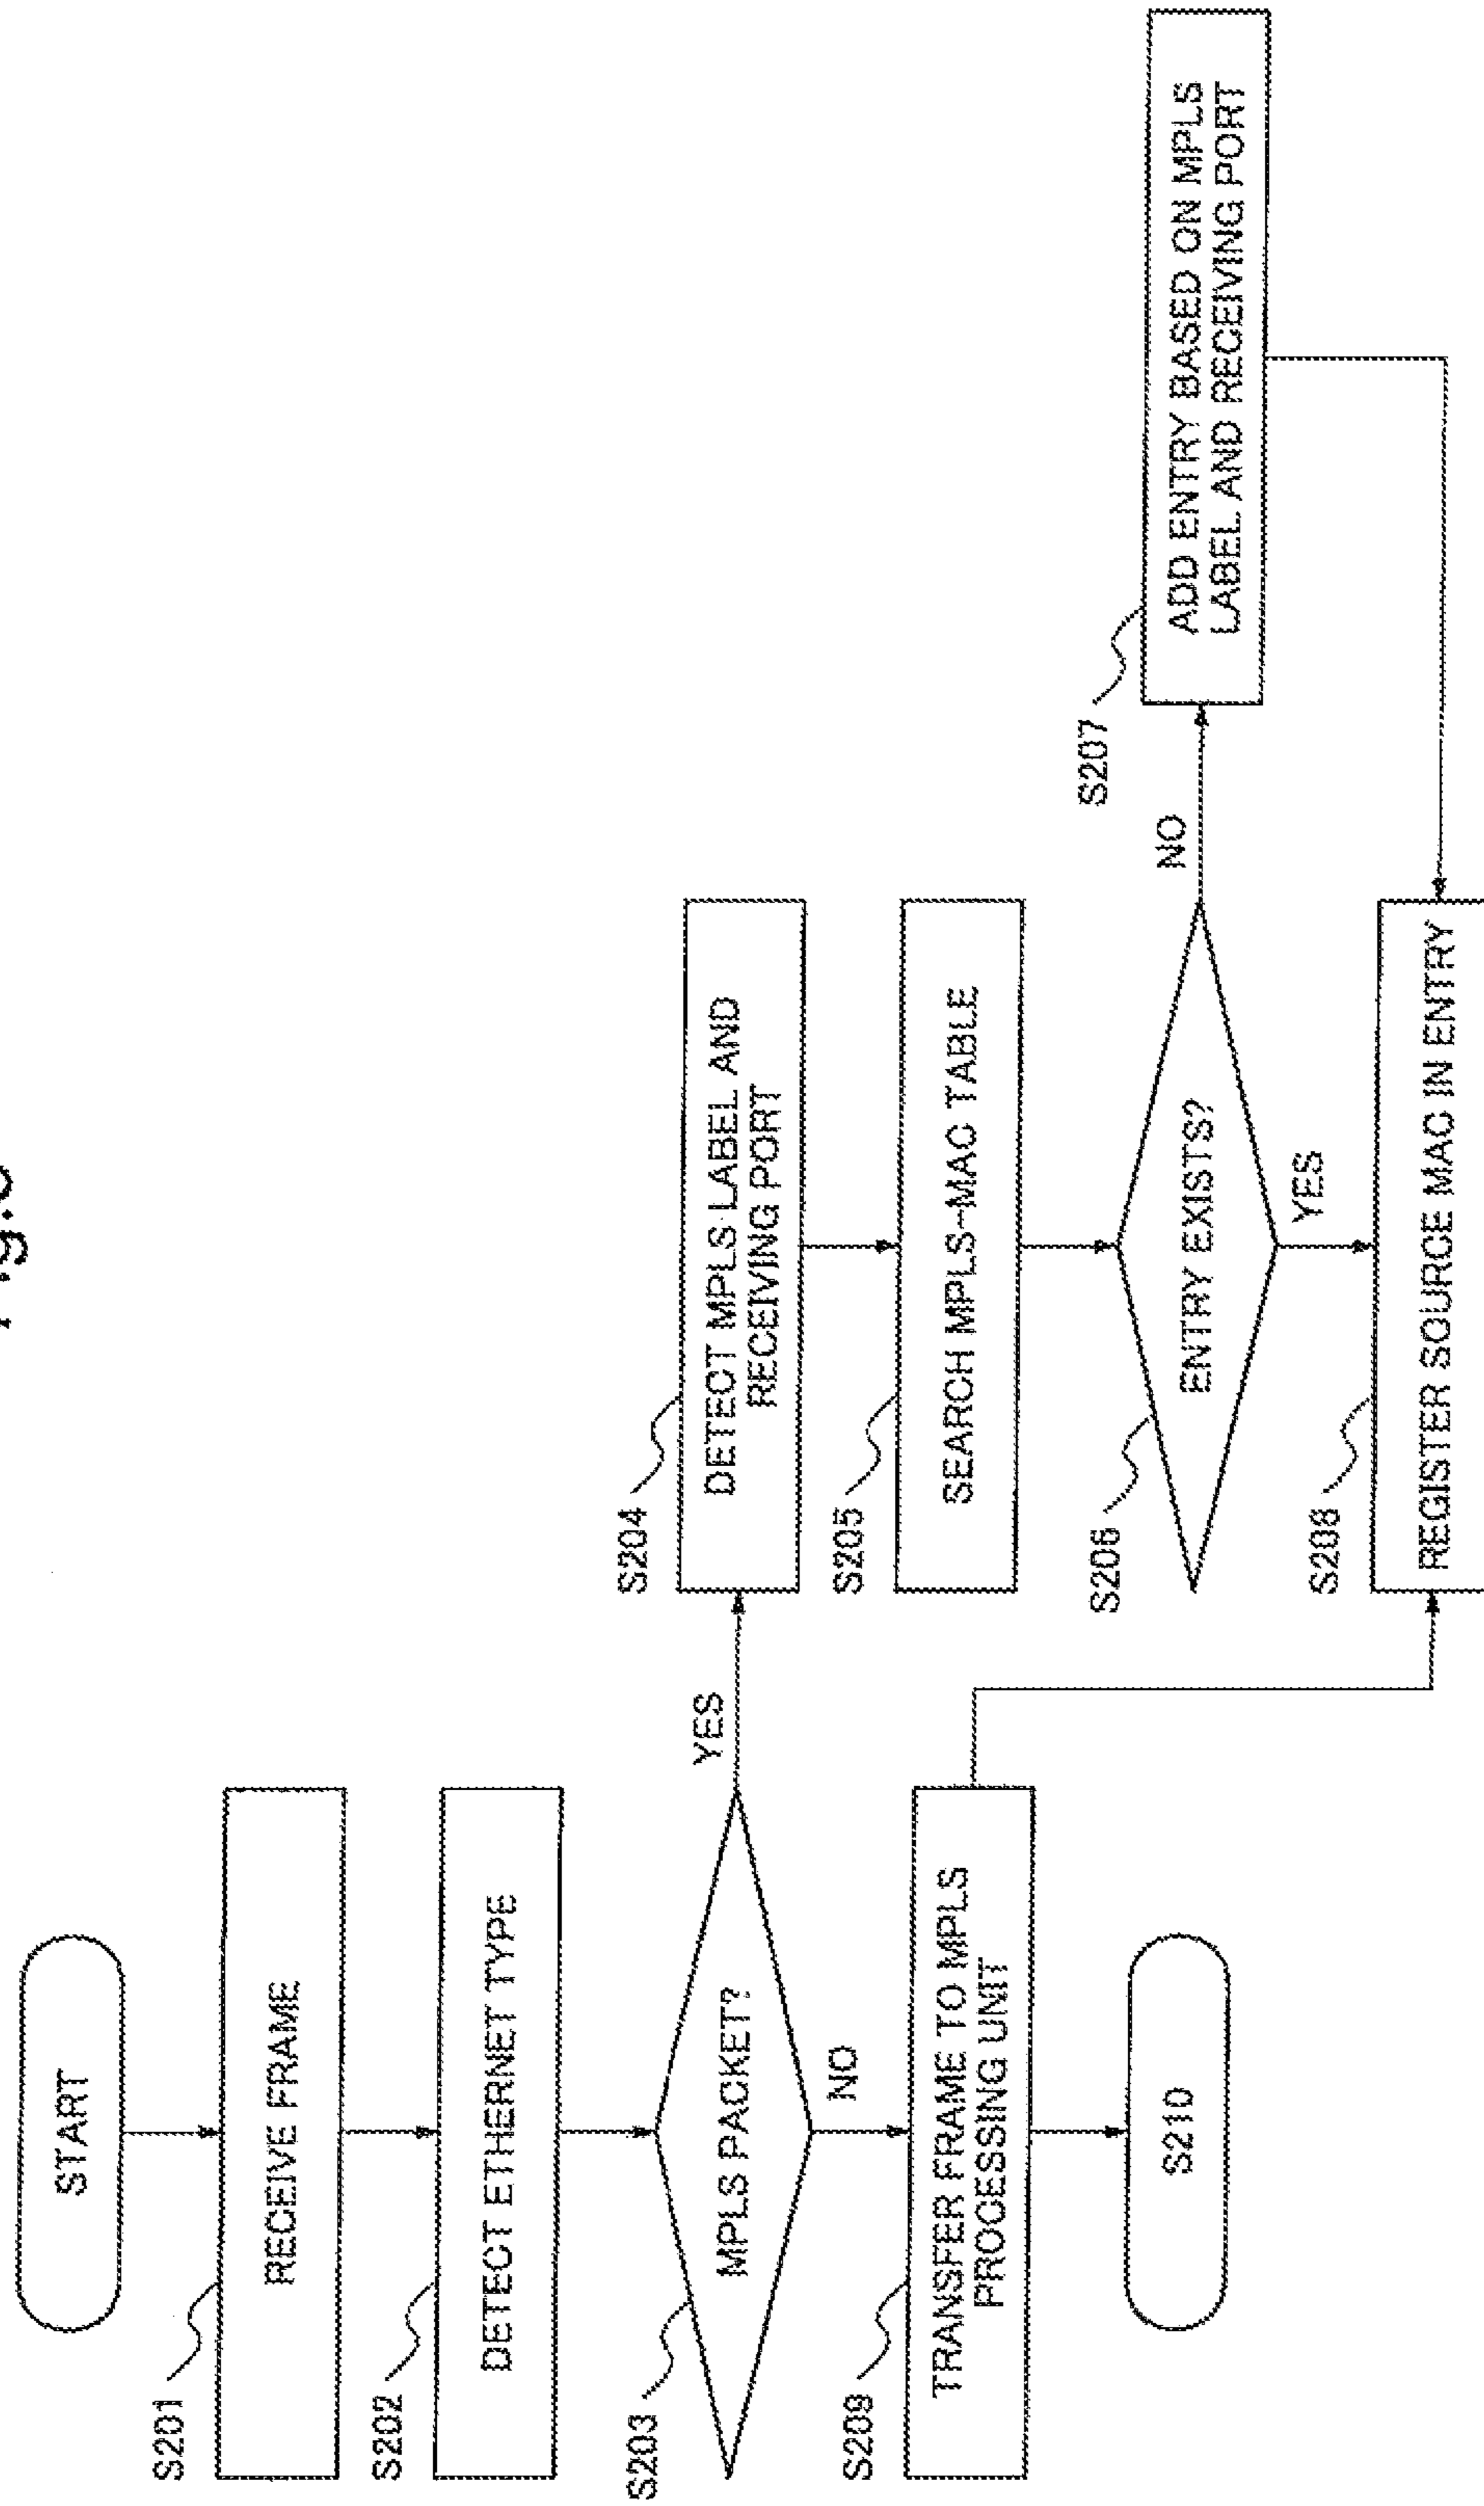 START
S201
RECEIVE FRAME
S202
DETECT ETHERNET TYPE
S203
MPLS PACKET?
YES
NO
S209
TRANSFER FRAME TO MPLS
PROCESSING UNIT
S210
S204
DETECT MPLS LABEL AND
RECEIVING PORT
S205
SEARCH MPLS-MAC TABLE
S206
ENTRY EXISTS?
NO
YES
S207
ADD ENTRY BASED ON MPLS
LABEL AND RECEIVING PORT
S208
REGISTER SOURCE MAC IN ENTRY